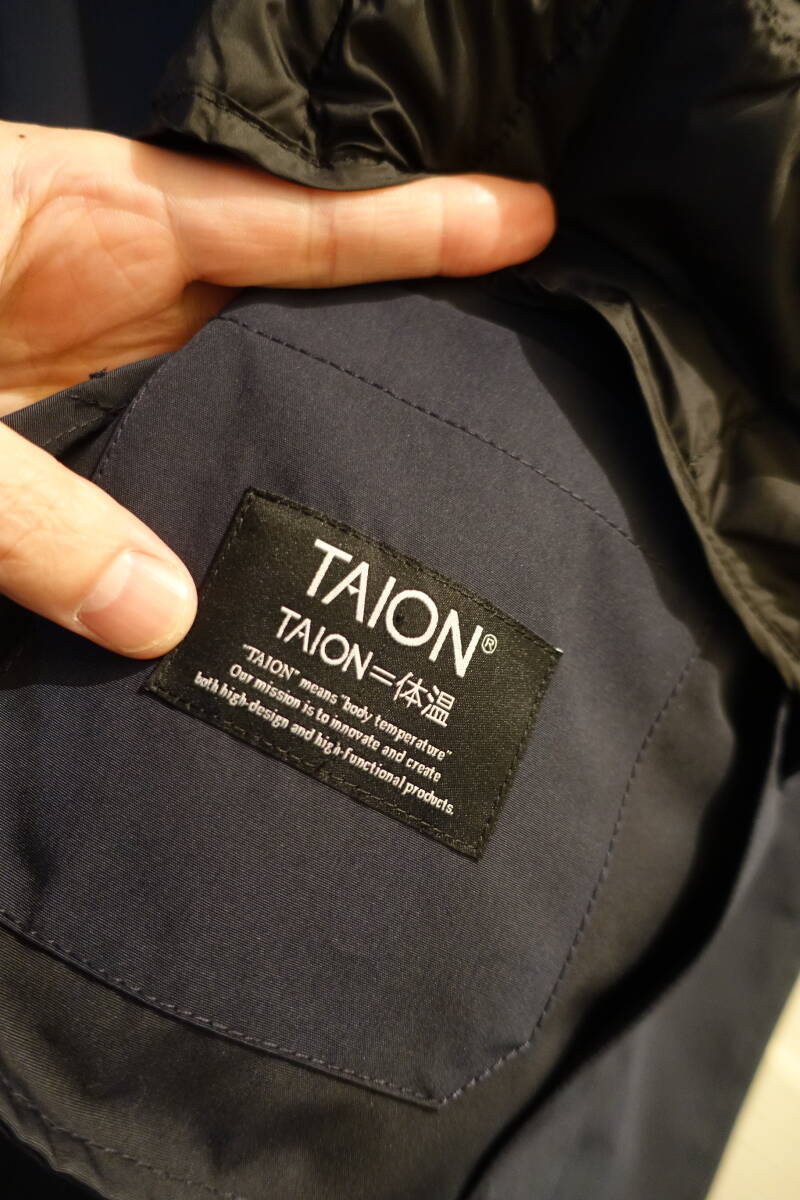 TAION®
TAION=体温
"TAION" means "body temperature"
Our mission is to innovate and create
both high-design and high-functional products.